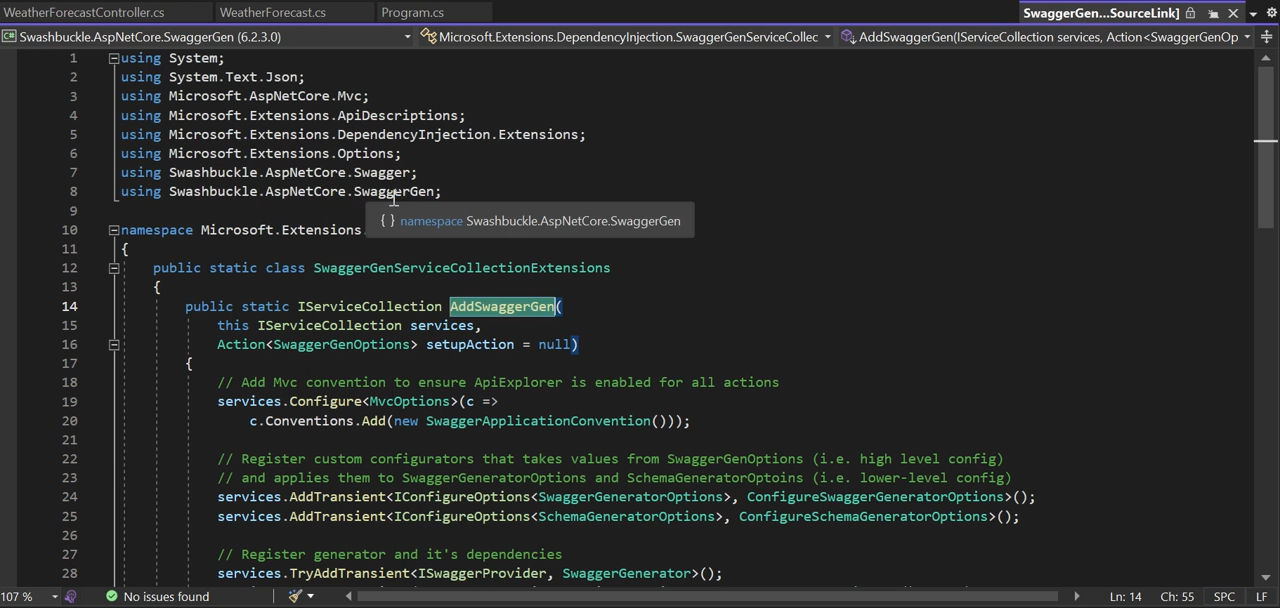 WeatherForecastController.cs WeatherForecast.cs Program.cs SwaggerGen...SourceLink]
C# Swashbuckle.AspNetCore.SwaggerGen (6.2.3.0) Microsoft.Extensions.DependencyInjection.SwaggerGenServiceCollec AddSwaggerGen(IServiceCollection services, Action<SwaggerGenOp
1 using System;
2 using System.Text.Json;
3 using Microsoft.AspNetCore.Mvc;
4 using Microsoft.Extensions.ApiDescriptions;
5 using Microsoft.Extensions.DependencyInjection.Extensions;
6 using Microsoft.Extensions.Options;
7 using Swashbuckle.AspNetCore.Swagger;
8 using Swashbuckle.AspNetCore.SwaggerGen;
9
{ } namespace Swashbuckle.AspNetCore.SwaggerGen
10 namespace Microsoft.Extensions.
11 {
12 public static class SwaggerGenServiceCollectionExtensions
13 {
14 public static IServiceCollection AddSwaggerGen(
15 this IServiceCollection services,
16 Action<SwaggerGenOptions> setupAction = null)
17 {
18 // Add Mvc convention to ensure ApiExplorer is enabled for all actions
19 services.Configure<MvcOptions>(c =>
20 c.Conventions.Add(new SwaggerApplicationConvention()));
21
22 // Register custom configurators that takes values from SwaggerGenOptions (i.e. high level config)
23 // and applies them to SwaggerGeneratorOptions and SchemaGeneratorOptoins (i.e. lower-level config)
24 services.AddTransient<IConfigureOptions<SwaggerGeneratorOptions>, ConfigureSwaggerGeneratorOptions>();
25 services.AddTransient<IConfigureOptions<SchemaGeneratorOptions>, ConfigureSchemaGeneratorOptions>();
26
27 // Register generator and it's dependencies
28 services.TryAddTransient<ISwaggerProvider, SwaggerGenerator>();
107 % No issues found Ln: 14 Ch: 55 SPC LF